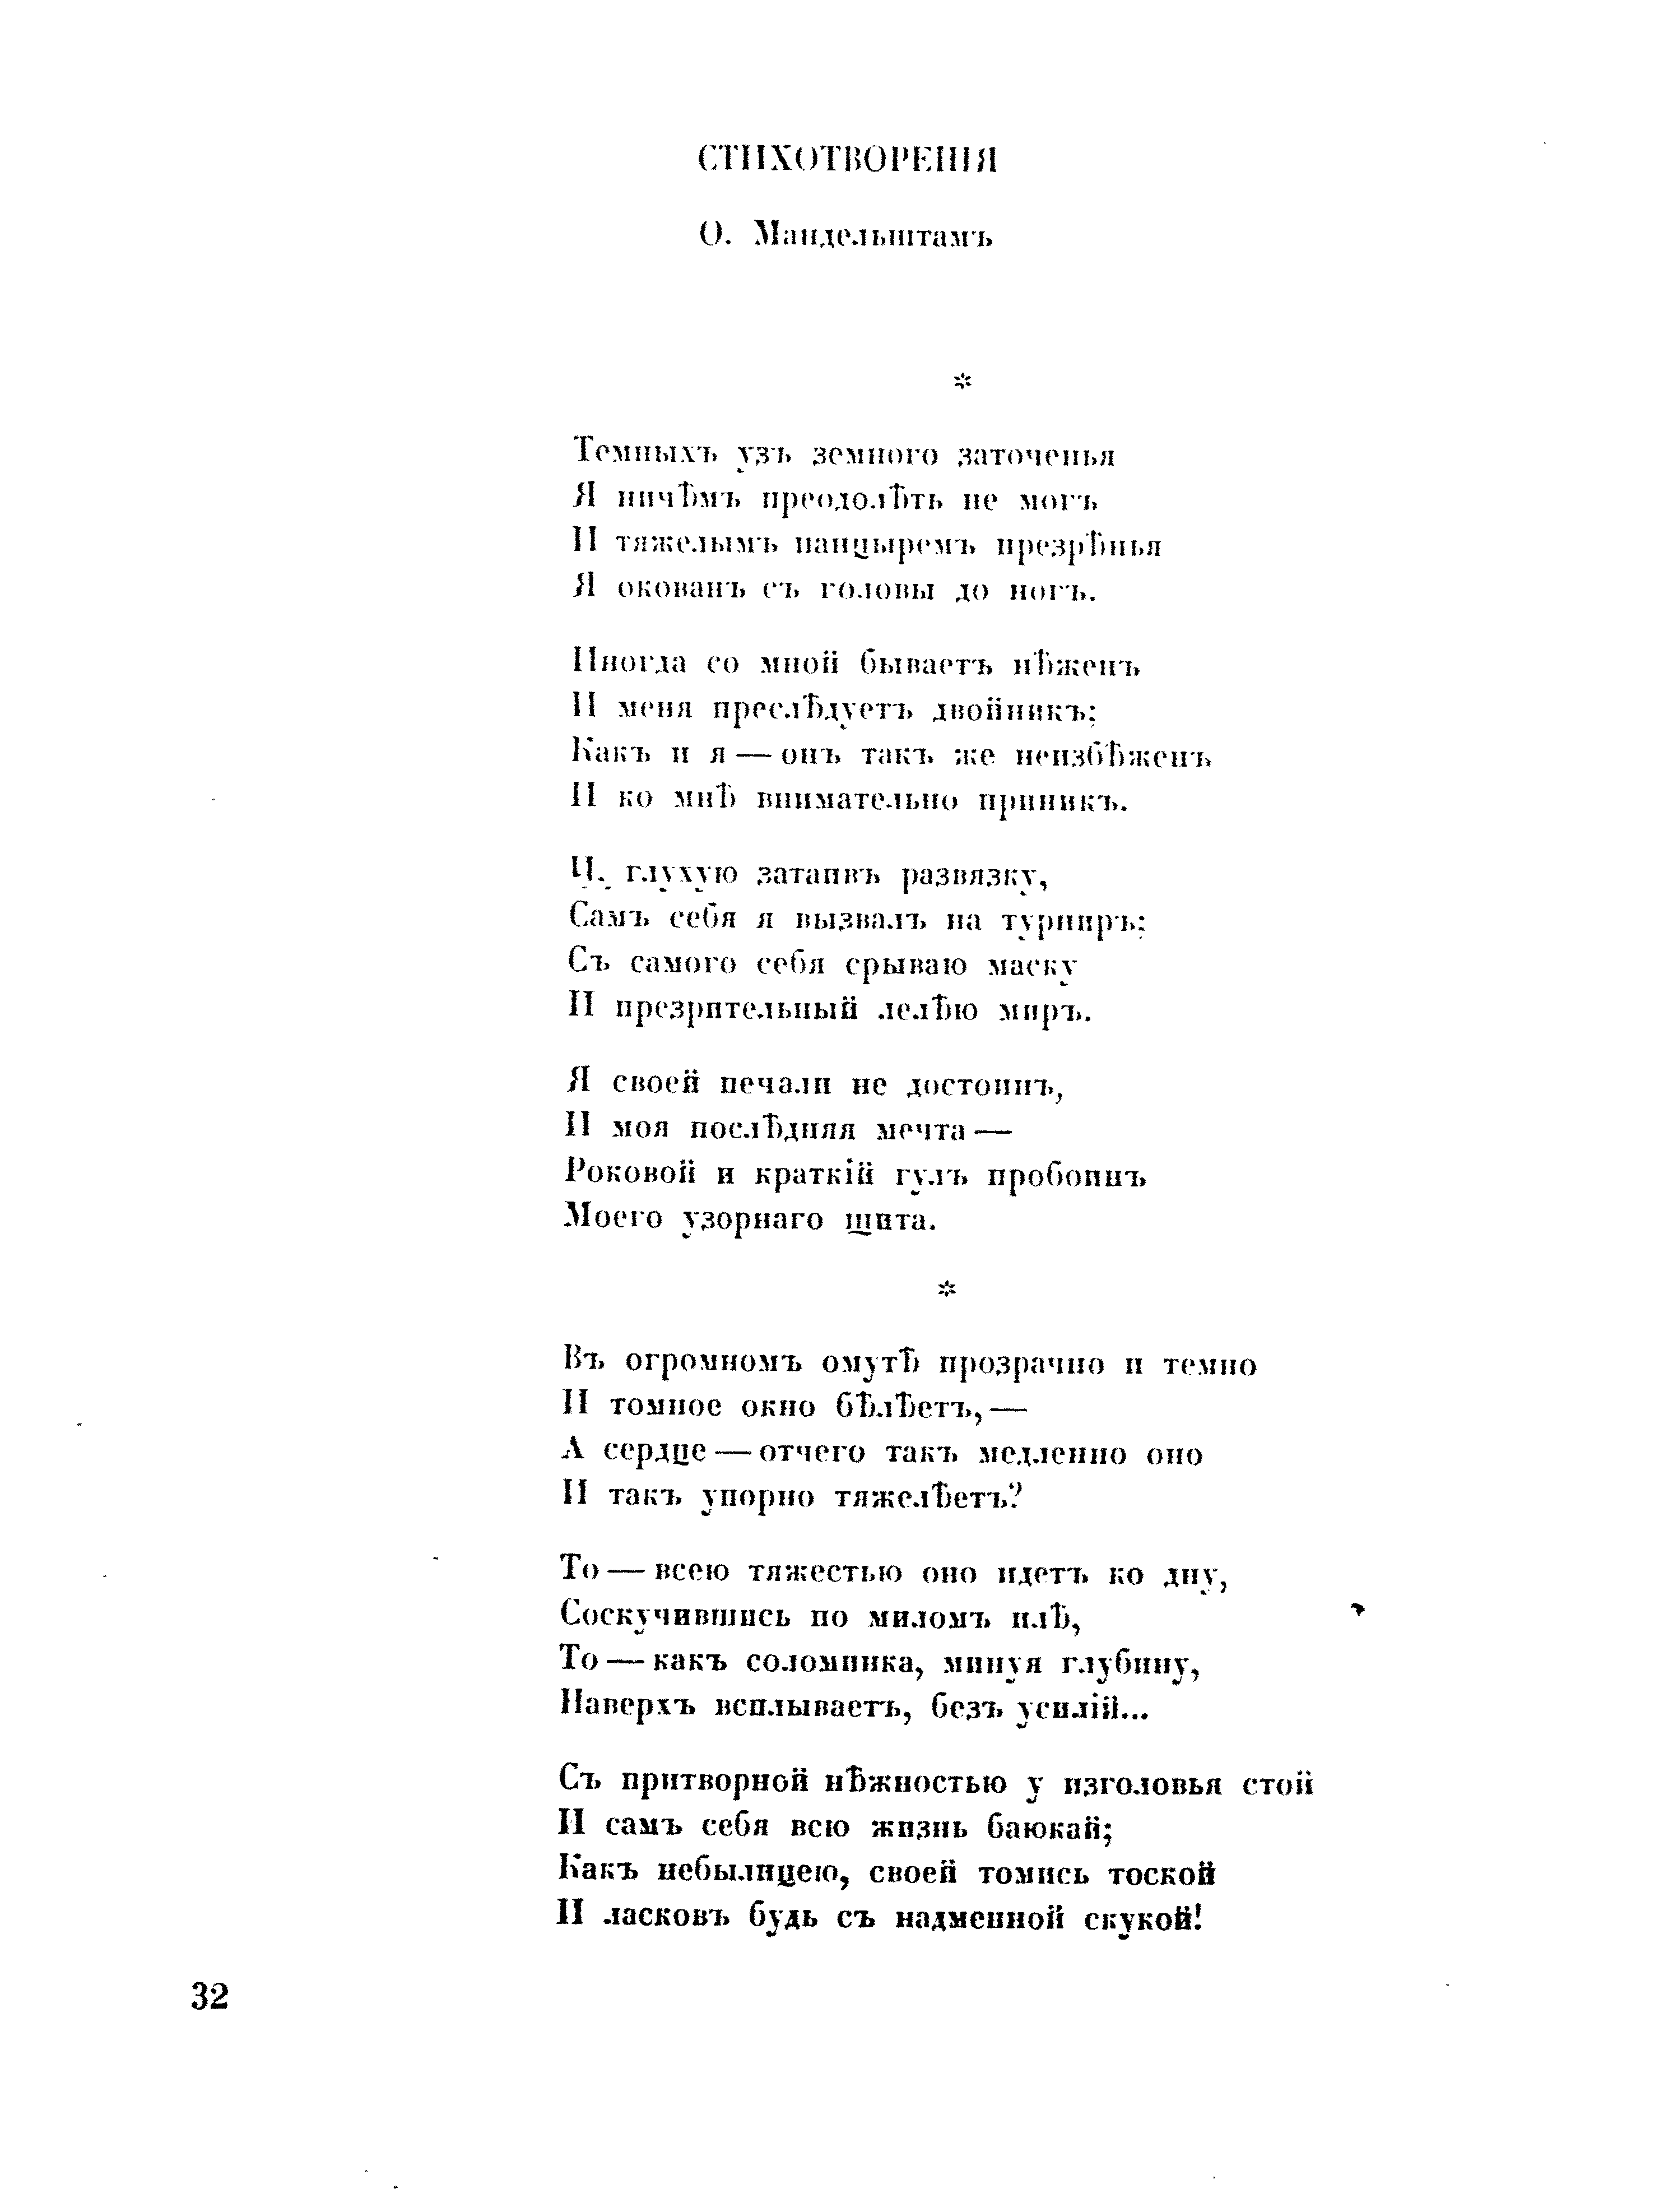 СТИХОТВОРЕНІЯ
О. Мандельштамъ
*
Темныхъ узъ земного заточенья
Я ничѣмъ преодолѣть не могъ
И тяжелымъ панцыремъ презрѣнья
Я окованъ съ головы до ногъ.
Иногда со мной бываетъ нѣженъ
И меня преслѣдуетъ двойникъ;
Какъ и я — онъ такъ же неизбѣженъ
И ко мнѣ внимательно приникъ.
И. глухую затаивъ развязку,
Самъ себя я вызвалъ на турниръ;
Съ самого себя срываю маску
И презрительный лелѣю миръ.
Я своей печали не достоинъ,
И моя послѣдняя мечта —
Роковой и краткій гулъ пробоинъ
Моего узорнаго щита.
*
Въ огромномъ омутѣ прозрачно и темно
И томное окно бѣлѣетъ, —
А сердце — отчего такъ медленно оно
И такъ упорно тяжелѣетъ?
То — всею тяжестью оно идетъ ко дну,
Соскучившись по миломъ илѣ,
То — какъ соломинка, минуя глубину,
Наверхъ всплываетъ, безъ усилій...
Съ притворной нѣжностью у изголовья стой
И самъ себя всю жизнь баюкай;
Какъ небылицею, своей томись тоской
И ласковъ будь съ надменной скукой!
32